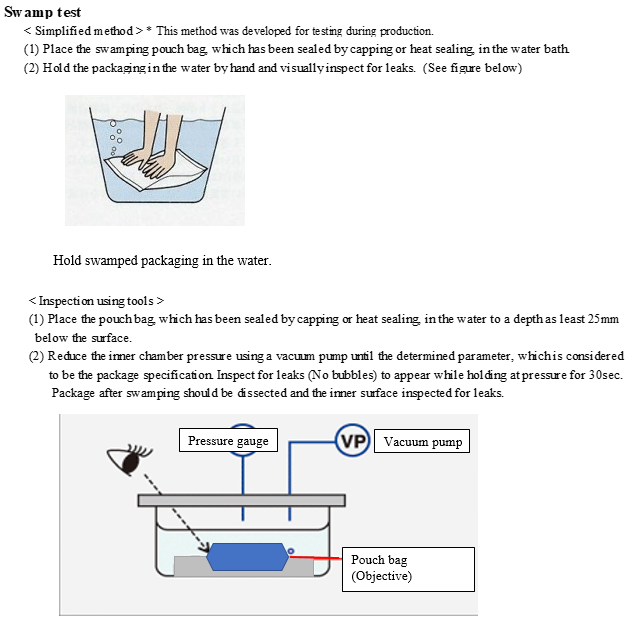 Swamp test
< Simplified method > * This method was developed for testing during production.
(1) Place the swamping pouch bag, which has been sealed by capping or heat sealing, in the water bath.
(2) Hold the packaging in the water by hand and visually inspect for leaks. (See figure below)
Hold swamped packaging in the water.
< Inspection using tools >
(1) Place the pouch bag, which has been sealed by capping or heat sealing, in the water to a depth as least 25mm
below the surface.
(2) Reduce the inner chamber pressure using a vacuum pump until the determined parameter, which is considered
to be the package specification. Inspect for leaks (No bubbles) to appear while holding at pressure for 30sec.
Package after swamping should be dissected and the inner surface inspected for leaks.
Pressure gauge
VP
Vacuum pump
Pouch bag
(Objective)